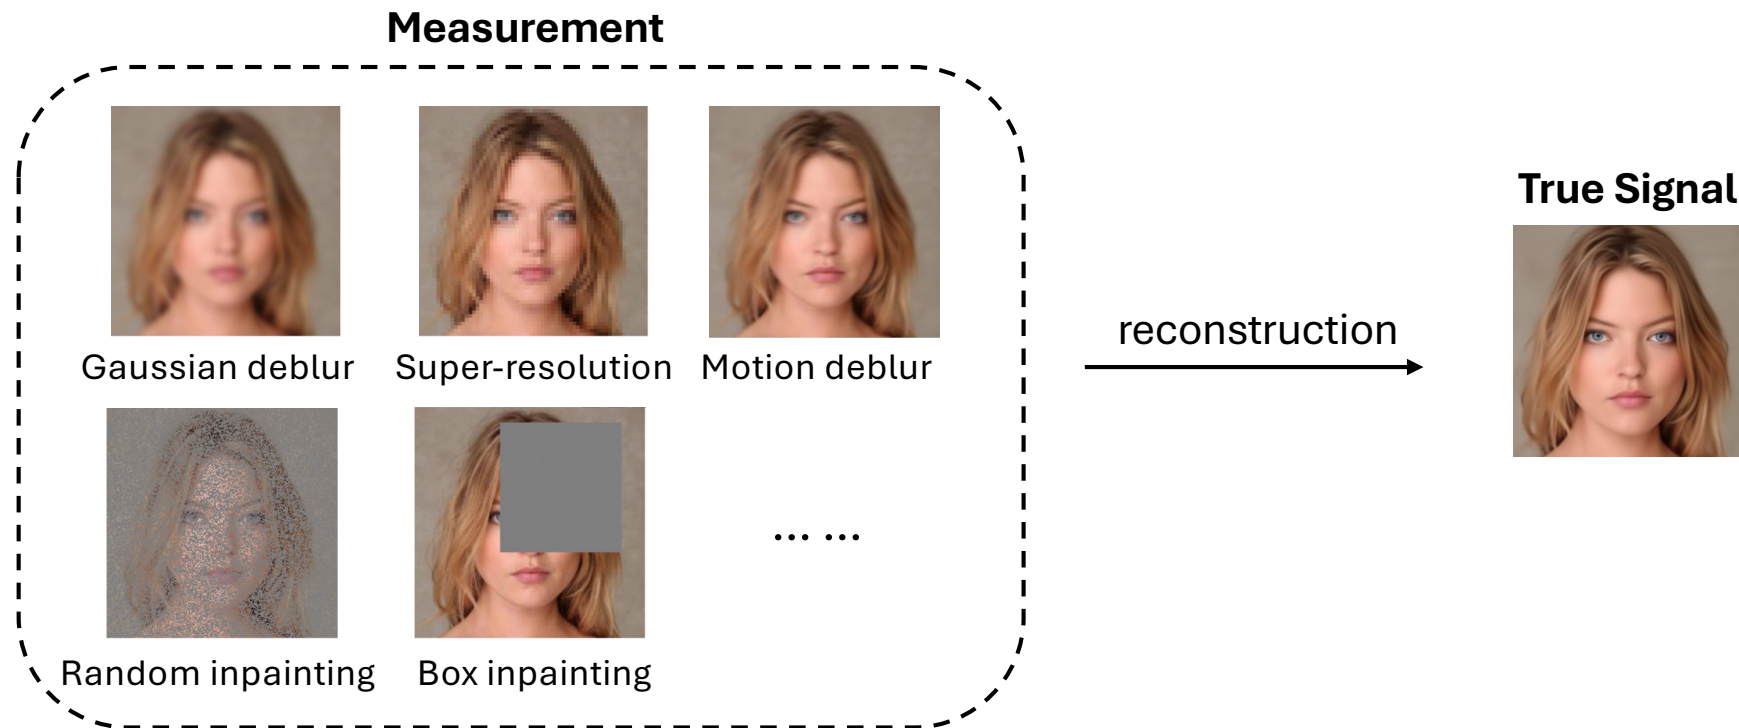 Measurement
Gaussian deblur
Super-resolution
Motion deblur
Random inpainting
Box inpainting
... ...
reconstruction
True Signal